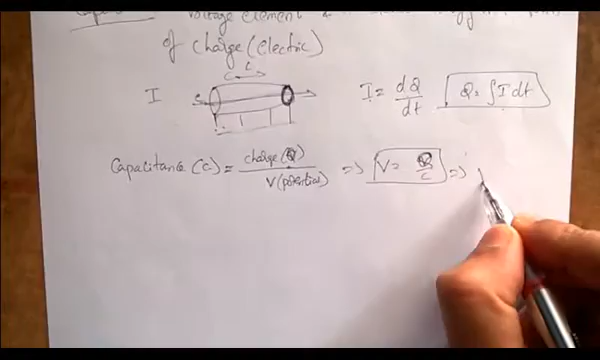 voltage element
of charge (electric)
L
I
I = dQ/dt
Q = ∫I dt
Capacitance (C) = charge (Q) / V (potential) => V = Q/C =>